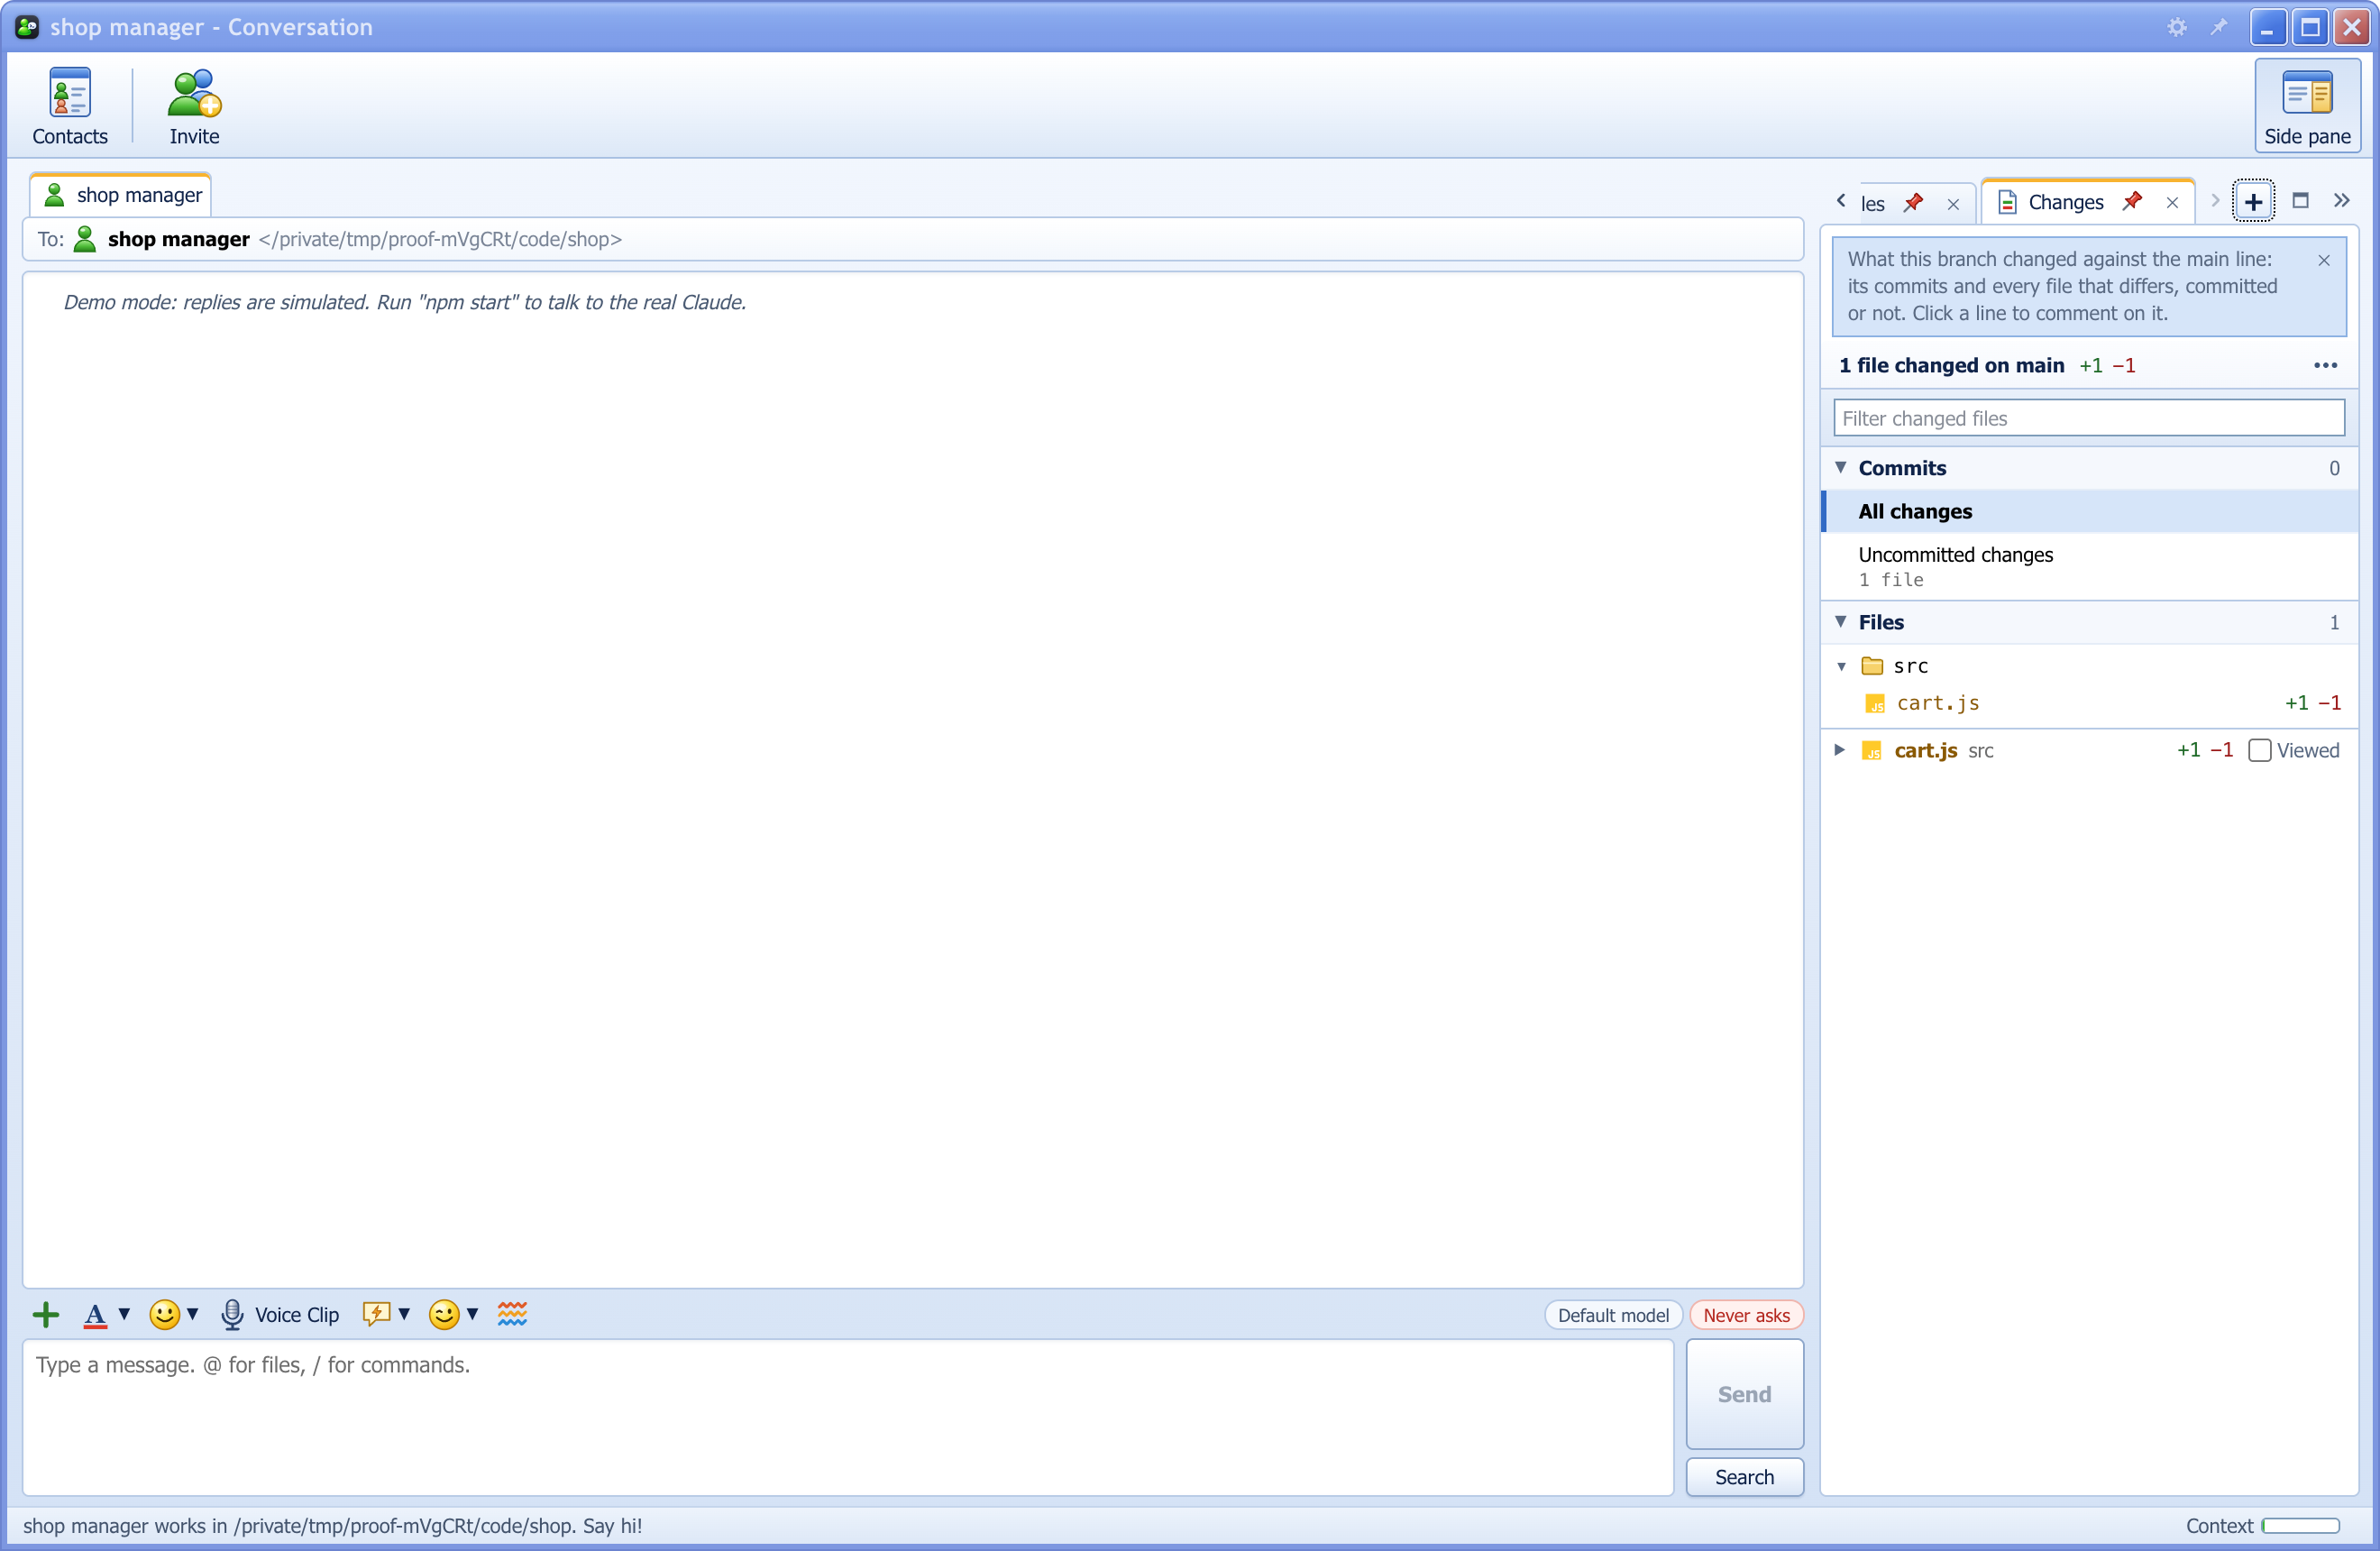 shop manager - Conversation
Contacts
Invite
Side pane
shop manager
To: shop manager </private/tmp/proof-mVgCRt/code/shop>
Demo mode: replies are simulated. Run "npm start" to talk to the real Claude.
les
Changes
What this branch changed against the main line:
its commits and every file that differs, committed
or not. Click a line to comment on it.
1 file changed on main +1 −1
Filter changed files
Commits 0
All changes
Uncommitted changes
1 file
Files 1
src
JS cart.js +1 −1
JS cart.js src +1 −1 Viewed
A
Voice Clip
Default model
Never asks
Type a message. @ for files, / for commands.
Send
Search
shop manager works in /private/tmp/proof-mVgCRt/code/shop. Say hi!
Context